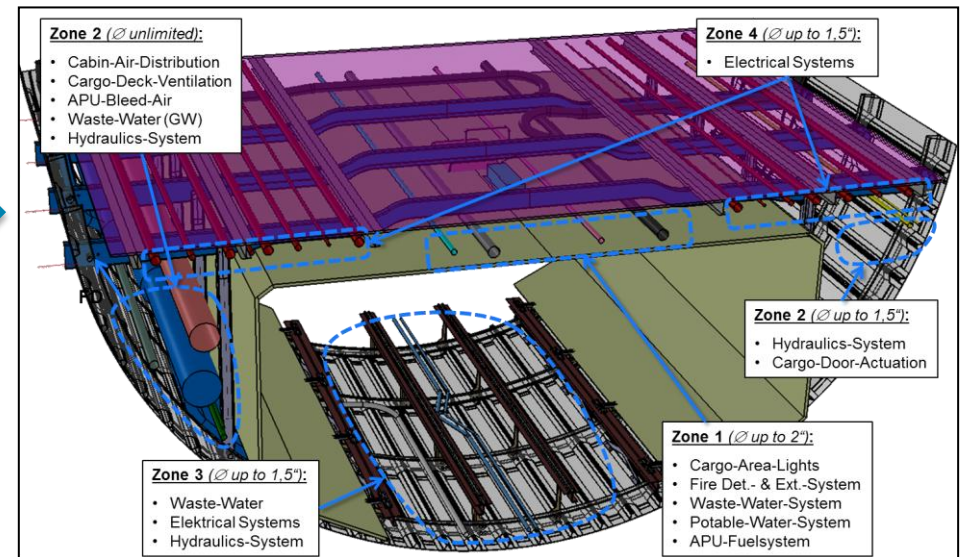 Zone 2 (Ø unlimited):
• Cabin-Air-Distribution
• Cargo-Deck-Ventilation
• APU-Bleed-Air
• Waste-Water (GW)
• Hydraulics-System
Zone 4 (Ø up to 1,5“):
• Electrical Systems
Zone 2 (Ø up to 1,5“):
• Hydraulics-System
• Cargo-Door-Actuation
Zone 3 (Ø up to 1,5“):
• Waste-Water
• Elektrical Systems
• Hydraulics-System
Zone 1 (Ø up to 2“):
• Cargo-Area-Lights
• Fire Det.- & Ext.-System
• Waste-Water-System
• Potable-Water-System
• APU-Fuelsystem